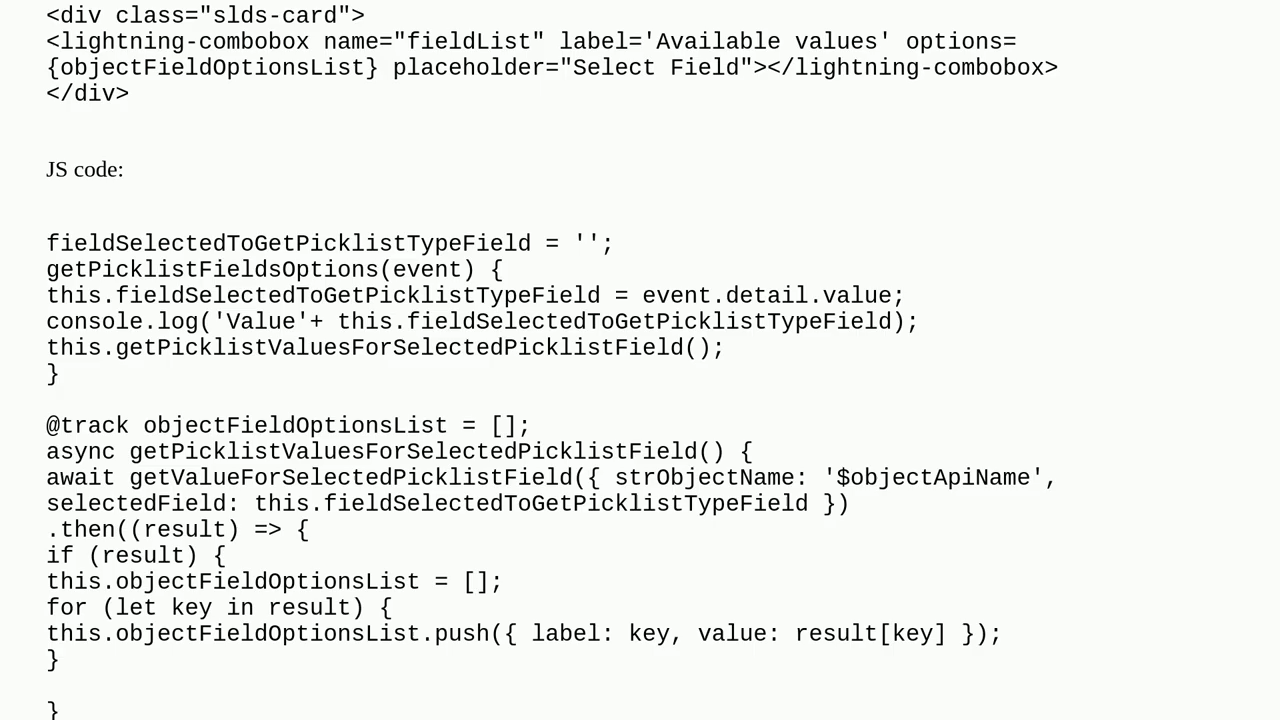 <div class="slds-card">
<lightning-combobox name="fieldList" label='Available values' options=
{objectFieldOptionsList} placeholder="Select Field"></lightning-combobox>
</div>
JS code:
fieldSelectedToGetPicklistTypeField = '';
getPicklistFieldsOptions(event) {
this.fieldSelectedToGetPicklistTypeField = event.detail.value;
console.log('Value'+ this.fieldSelectedToGetPicklistTypeField);
this.getPicklistValuesForSelectedPicklistField();
}
@track objectFieldOptionsList = [];
async getPicklistValuesForSelectedPicklistField() {
await getValueForSelectedPicklistField({ strObjectName: '$objectApiName',
selectedField: this.fieldSelectedToGetPicklistTypeField })
.then((result) => {
if (result) {
this.objectFieldOptionsList = [];
for (let key in result) {
this.objectFieldOptionsList.push({ label: key, value: result[key] });
}
}